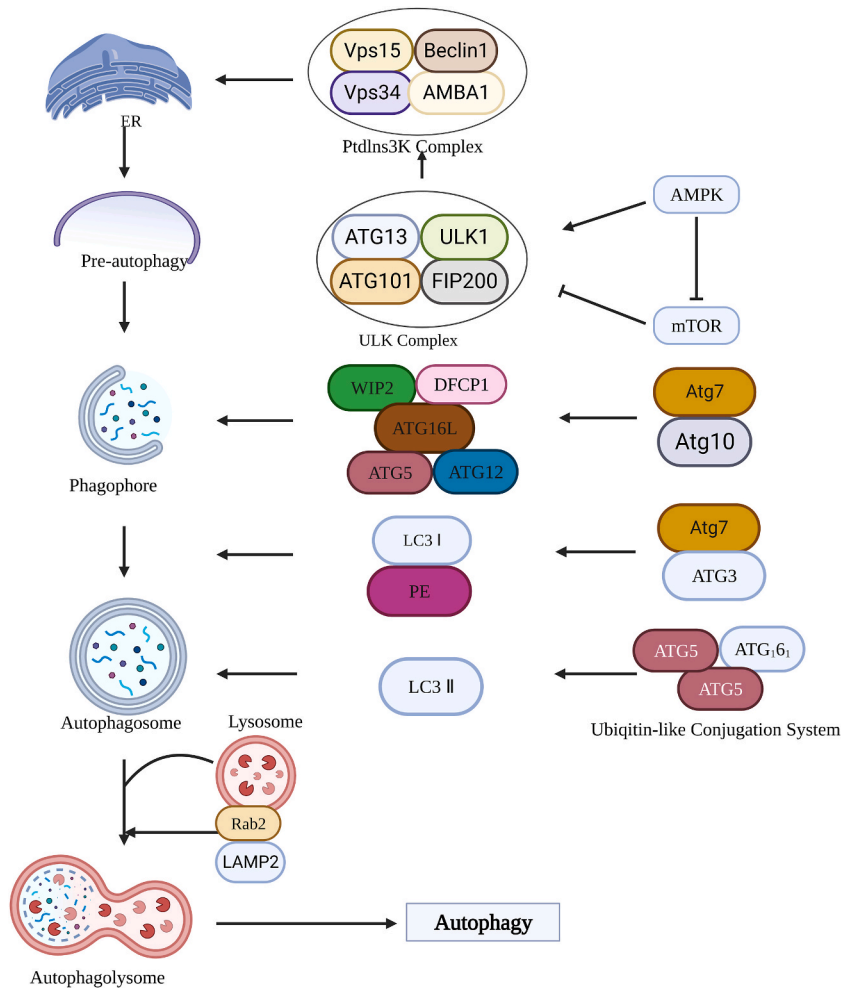 Vps15
Beclin1
Vps34
AMBA1
ER
Ptdlns3K Complex
AMPK
ATG13
ULK1
Pre-autophagy
ATG101
FIP200
mTOR
ULK Complex
WIP2
DFCP1
Atg7
ATG16L
Atg10
ATG5
ATG12
Phagophore
Atg7
LC3 Ⅰ
ATG3
PE
ATG5
ATG₁6₁
LC3 Ⅱ
ATG5
Autophagosome
Lysosome
Ubiqitin-like Conjugation System
Rab2
LAMP2
Autophagy
Autophagolysome